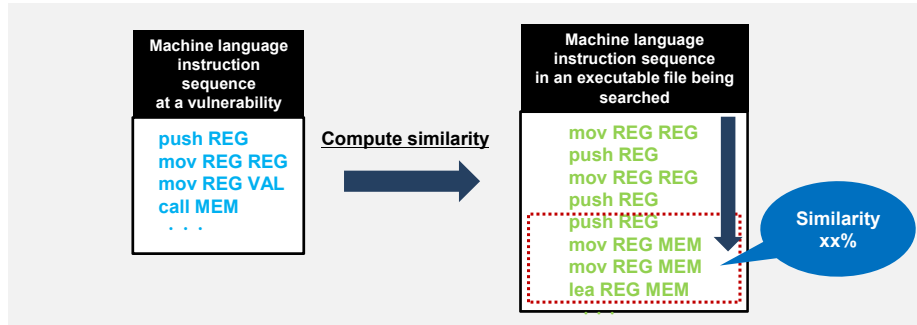 Machine language
instruction
sequence
at a vulnerability
push REG
mov REG REG
mov REG VAL
call MEM
. . .
Compute similarity
Machine language
instruction sequence
in an executable file being
searched
mov REG REG
push REG
mov REG REG
push REG
push REG
mov REG MEM
mov REG MEM
lea REG MEM
. . .
Similarity
xx%